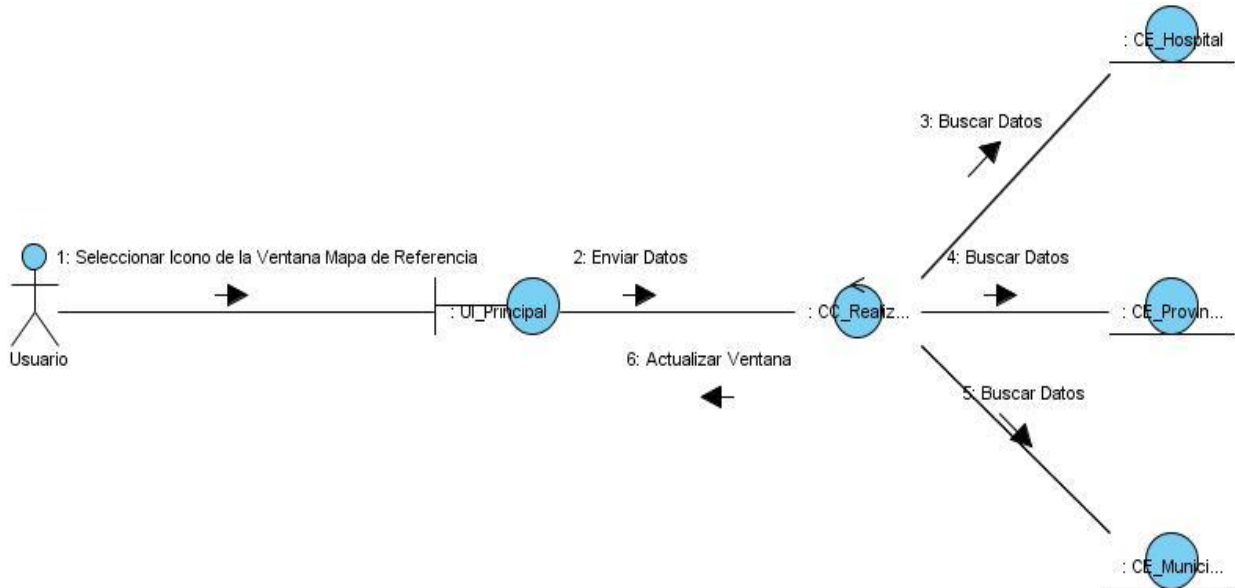 : CE_Hospital
3: Buscar Datos
1: Seleccionar Icono de la Ventana Mapa de Referencia
2: Enviar Datos
4: Buscar Datos
: UI_Principal
: CC_Realiz...
: CE_Provin...
Usuario
6: Actualizar Ventana
5: Buscar Datos
: CE_Munici...